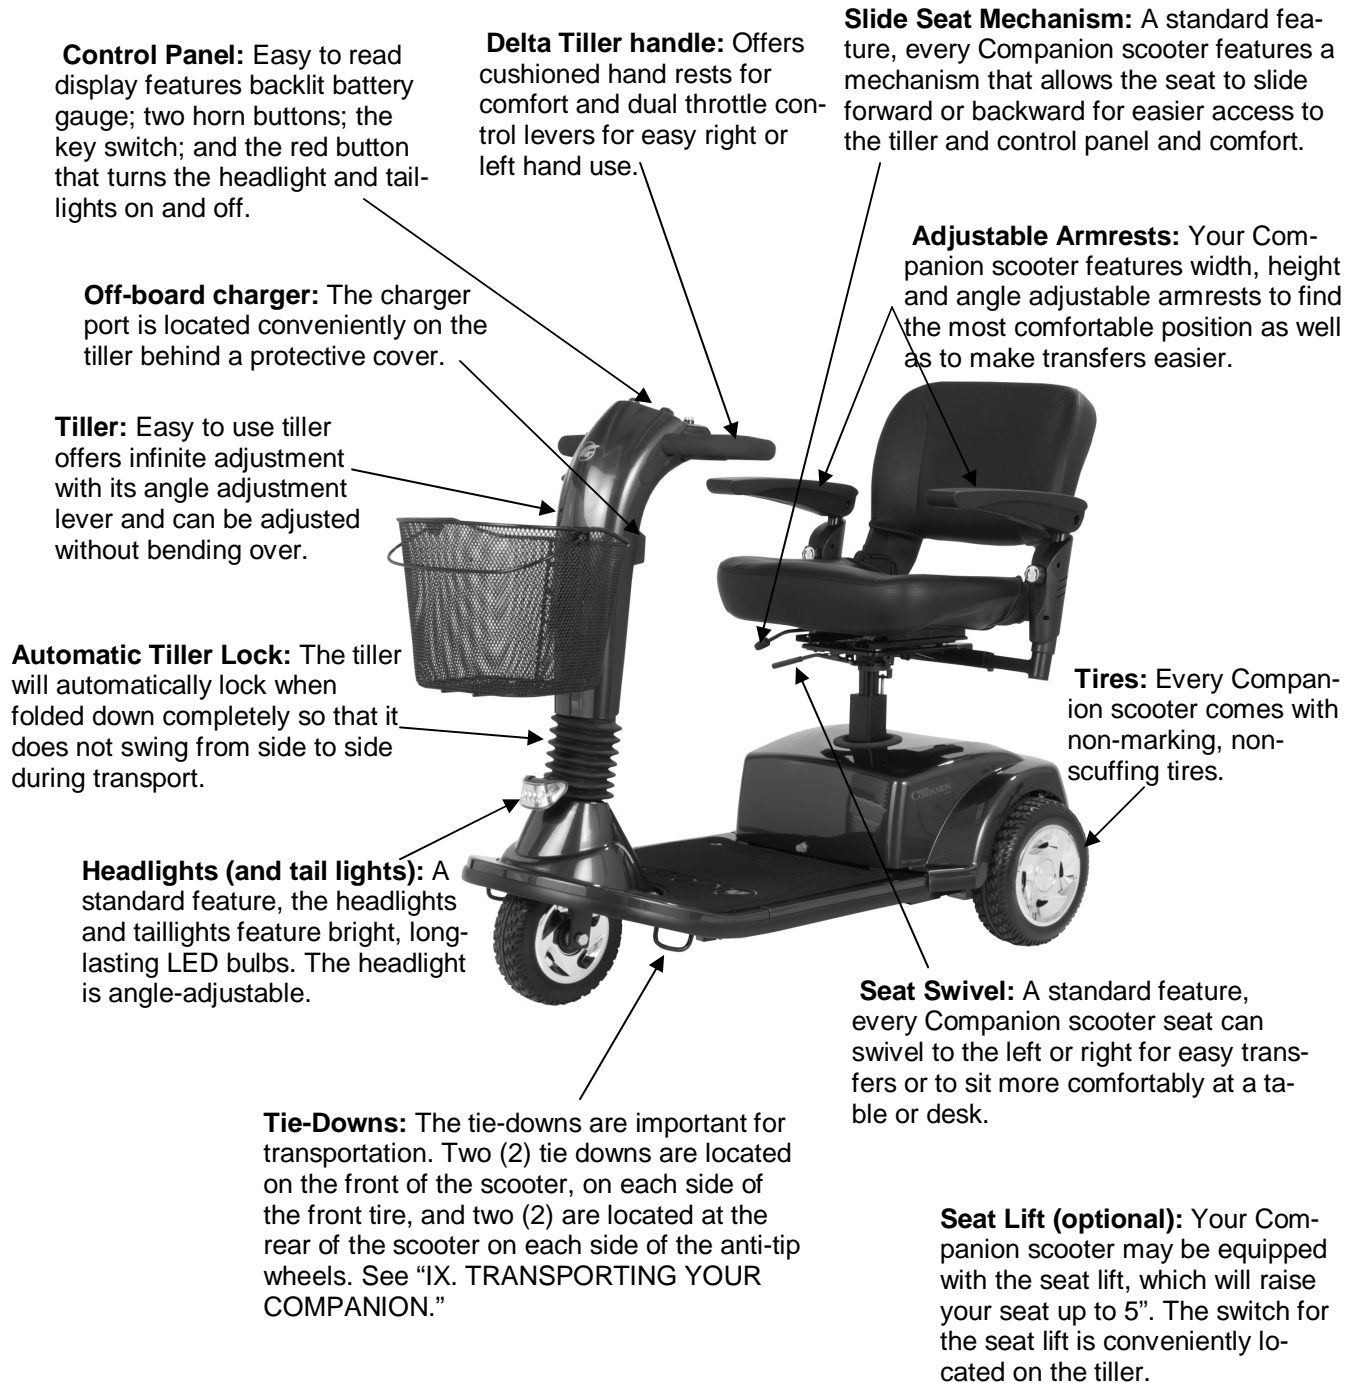 Control Panel: Easy to read
display features backlit battery
gauge; two horn buttons; the
key switch; and the red button
that turns the headlight and tail-
lights on and off.
Delta Tiller handle: Offers
cushioned hand rests for
comfort and dual throttle con-
trol levers for easy right or
left hand use.
Slide Seat Mechanism: A standard fea-
ture, every Companion scooter features a
mechanism that allows the seat to slide
forward or backward for easier access to
the tiller and control panel and comfort.
Adjustable Armrests: Your Com-
panion scooter features width, height
and angle adjustable armrests to find
the most comfortable position as well
as to make transfers easier.
Off-board charger: The charger
port is located conveniently on the
tiller behind a protective cover.
Tiller: Easy to use tiller
offers infinite adjustment
with its angle adjustment
lever and can be adjusted
without bending over.
Automatic Tiller Lock: The tiller
will automatically lock when
folded down completely so that it
does not swing from side to side
during transport.
Tires: Every Compan-
ion scooter comes with
non-marking, non-
scuffing tires.
COMPANION
Headlights (and tail lights): A
standard feature, the headlights
and taillights feature bright, long-
lasting LED bulbs. The headlight
is angle-adjustable.
Seat Swivel: A standard feature,
every Companion scooter seat can
swivel to the left or right for easy trans-
fers or to sit more comfortably at a ta-
ble or desk.
Tie-Downs: The tie-downs are important for
transportation. Two (2) tie downs are located
on the front of the scooter, on each side of
the front tire, and two (2) are located at the
rear of the scooter on each side of the anti-tip
wheels. See “IX. TRANSPORTING YOUR
COMPANION.”
Seat Lift (optional): Your Com-
panion scooter may be equipped
with the seat lift, which will raise
your seat up to 5”. The switch for
the seat lift is conveniently lo-
cated on the tiller.